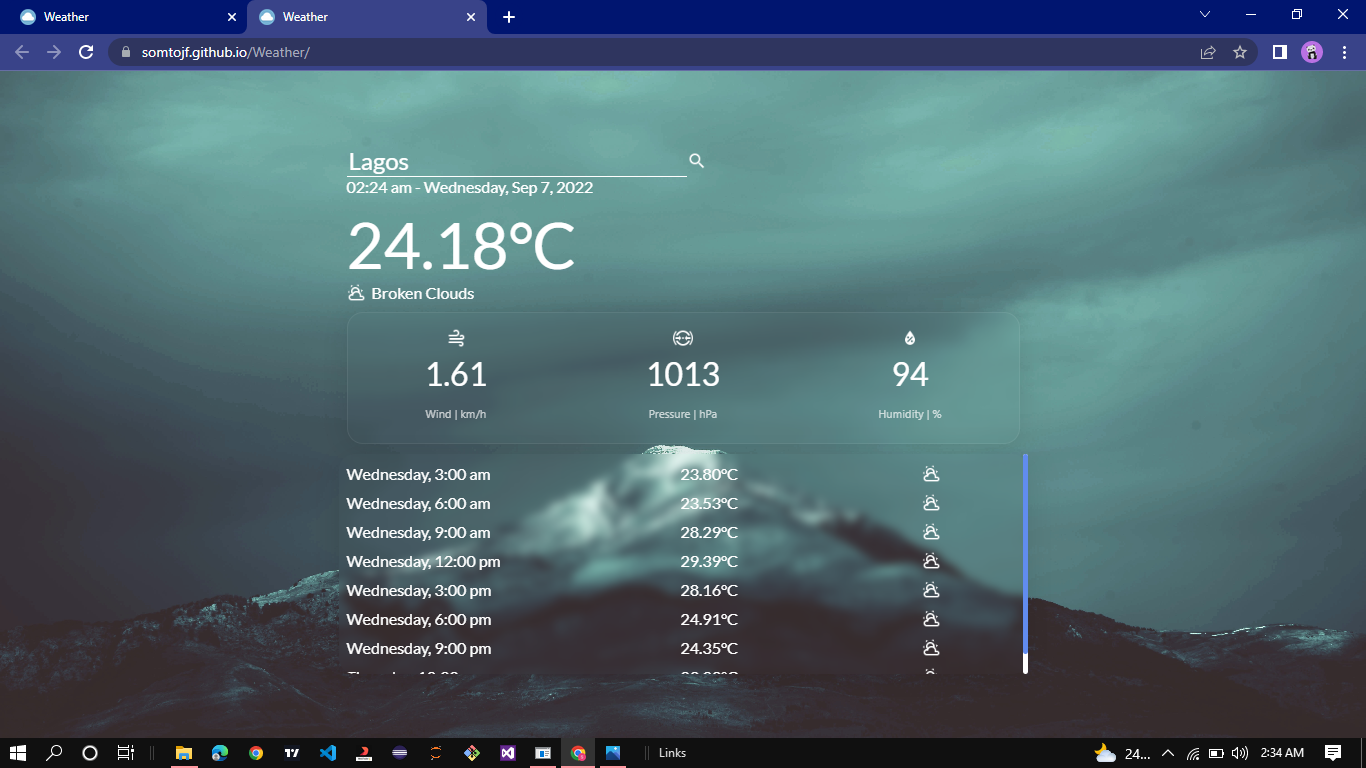 Weather
Weather
somtojf.github.io/Weather/
Lagos
02:24 am - Wednesday, Sep 7, 2022
24.18°C
Broken Clouds
1.61
1013
94
Wind | km/h
Pressure | hPa
Humidity | %
Wednesday, 3:00 am 23.80°C
Wednesday, 6:00 am 23.53°C
Wednesday, 9:00 am 28.29°C
Wednesday, 12:00 pm 29.39°C
Wednesday, 3:00 pm 28.16°C
Wednesday, 6:00 pm 24.91°C
Wednesday, 9:00 pm 24.35°C
Links
24...
2:34 AM